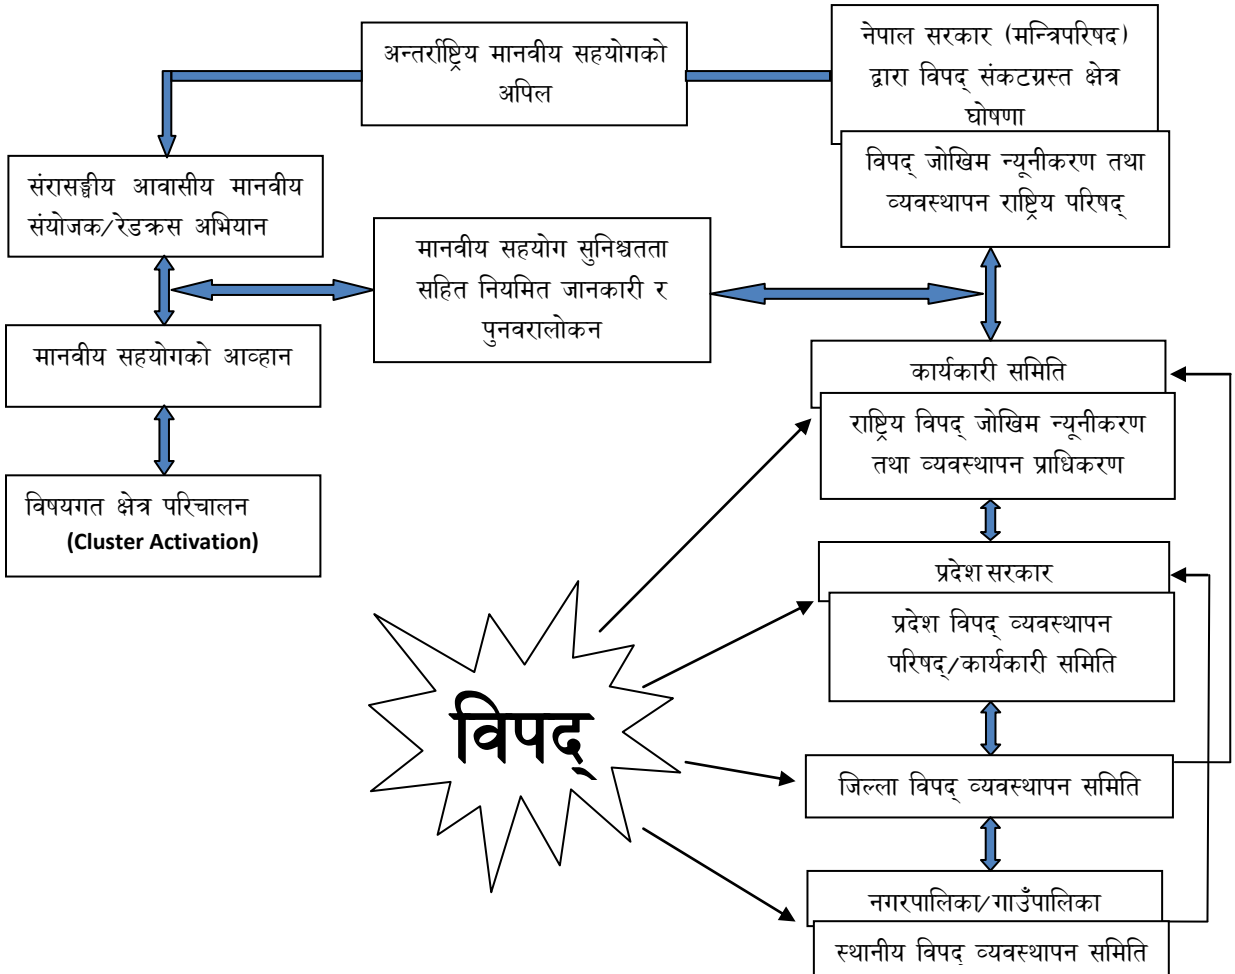 अन्तर्राष्ट्रिय मानवीय सहयोगको
अपिल
नेपाल सरकार (मन्त्रिपरिषद)
द्वारा विपद् संकटग्रस्त क्षेत्र
घोषणा
विपद् जोखिम न्यूनीकरण तथा
व्यवस्थापन राष्ट्रिय परिषद्
संरासङ्घीय आवासीय मानवीय
संयोजक/रेडक्रस अभियान
मानवीय सहयोग सुनिश्चतता
सहित नियमित जानकारी र
पुनवरालोकन
मानवीय सहयोगको आव्हान
विषयगत क्षेत्र परिचालन
(Cluster Activation)
कार्यकारी समिति
राष्ट्रिय विपद् जोखिम न्यूनीकरण
तथा व्यवस्थापन प्राधिकरण
प्रदेश सरकार
प्रदेश विपद् व्यवस्थापन
परिषद्/कार्यकारी समिति
विपद्
जिल्ला विपद् व्यवस्थापन समिति
नगरपालिका/गाउँपालिका
स्थानीय विपद् व्यवस्थापन समिति